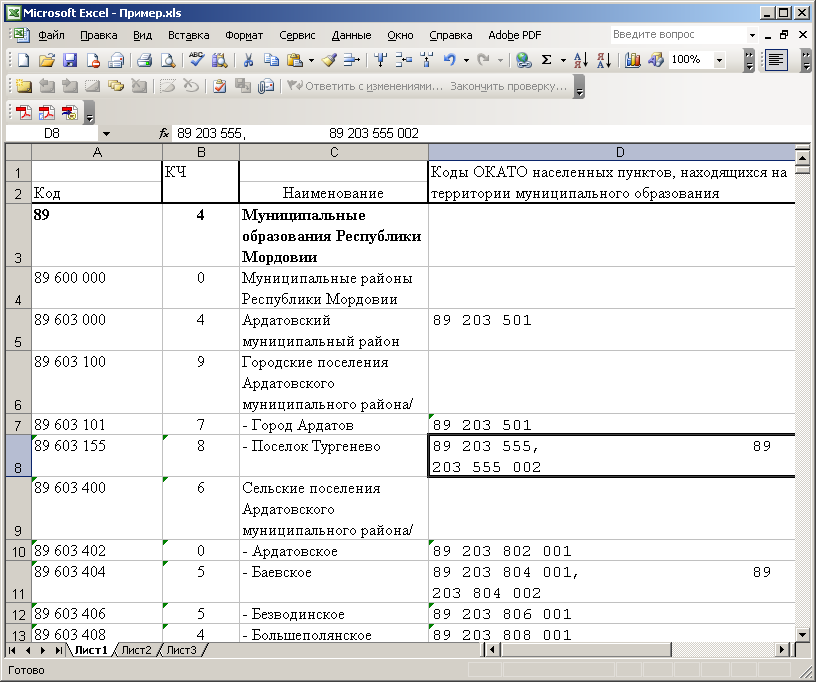 Microsoft Excel - Пример.xls
Файл Правка Вид Вставка Формат Сервис Данные Окно Справка Adobe PDF Введите вопрос
100%
Ответить с изменениями... Закончить проверку...
D8 fx 89 203 555, 89 203 555 002
A B C D
1 КЧ Коды ОКАТО населенных пунктов, находящихся на
2 Код Наименование территории муниципального образования
89 4 Муниципальные
образования Республики
3 Мордовии
89 600 000 0 Муниципальные районы
4 Республики Мордовии
89 603 000 4 Ардатовский 89 203 501
5 муниципальный район
89 603 100 9 Городские поселения
Ардатовского
6 муниципального района/
7 89 603 101 7 - Город Ардатов 89 203 501
89 603 155 8 - Поселок Тургенево 89 203 555, 89
8 203 555 002
89 603 400 6 Сельские поселения
Ардатовского
9 муниципального района/
10 89 603 402 0 - Ардатовское 89 203 802 001
89 603 404 5 - Баевское 89 203 804 001, 89
11 203 804 002
12 89 603 406 5 - Безводинское 89 203 806 001
13 89 603 408 4 - Большеполянское 89 203 808 001
Лист1 Лист2 Лист3
Готово